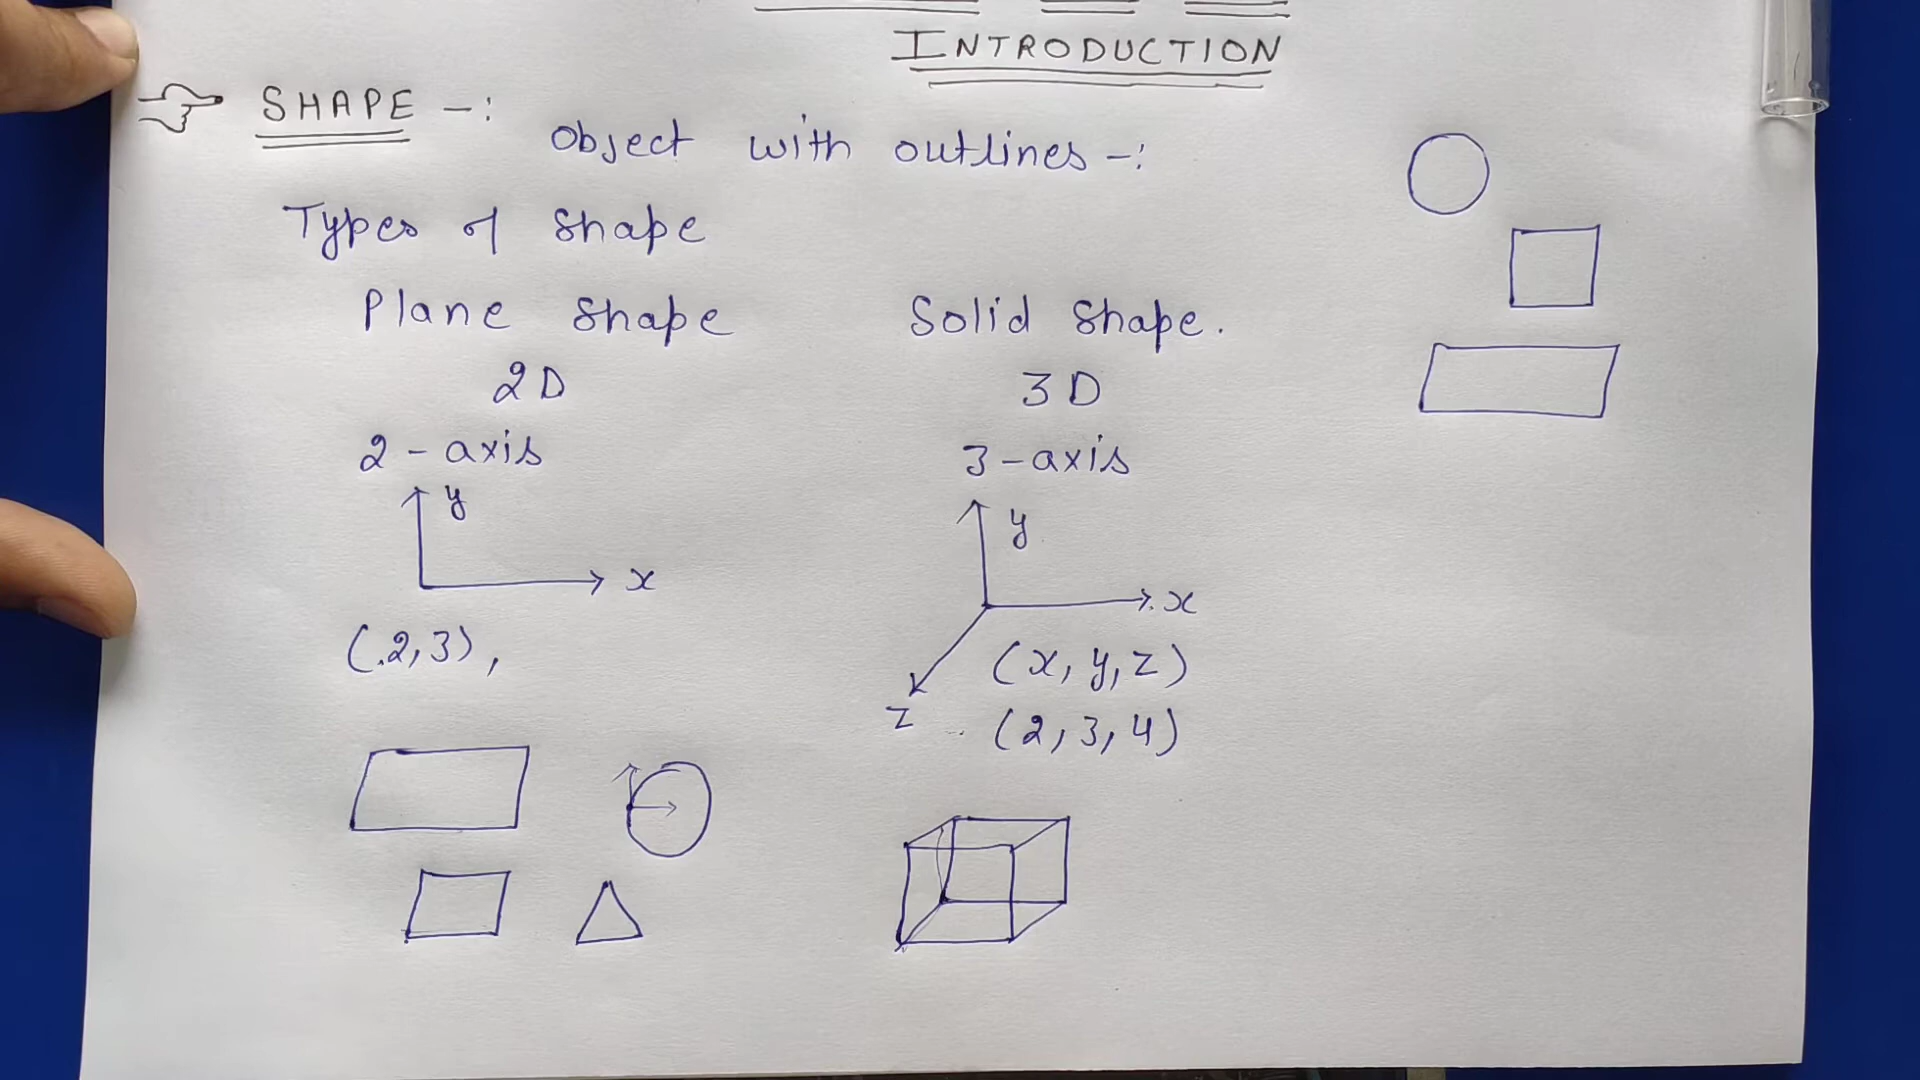 INTRODUCTION
SHAPE -:
Object with outlines -:
Types of shape
Plane shape
Solid shape.
2D
3D
2 - axis
3 - axis
y
x
y
x
z
(.2,3),
(x, y, z)
(2, 3, 4)